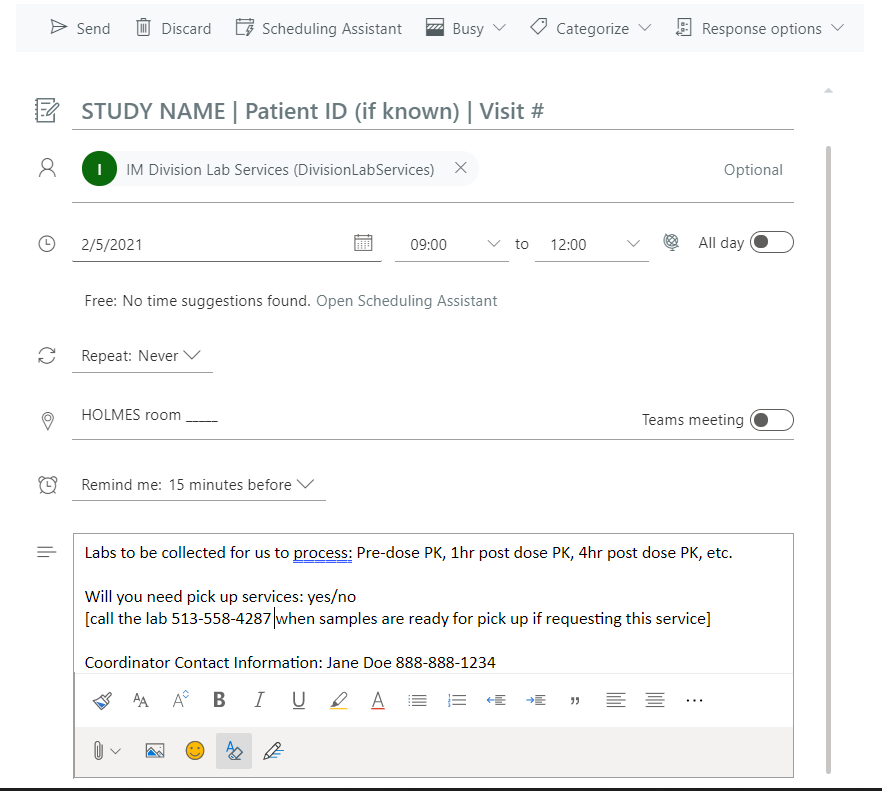 Send Discard Scheduling Assistant Busy Categorize Response options
STUDY NAME | Patient ID (if known) | Visit #
I IM Division Lab Services (DivisionLabServices) Optional
2/5/2021 09:00 to 12:00 All day
Free: No time suggestions found. Open Scheduling Assistant
Repeat: Never
HOLMES room _____ Teams meeting
Remind me: 15 minutes before
Labs to be collected for us to process: Pre-dose PK, 1hr post dose PK, 4hr post dose PK, etc.
Will you need pick up services: yes/no
[call the lab 513-558-4287 when samples are ready for pick up if requesting this service]
Coordinator Contact Information: Jane Doe 888-888-1234